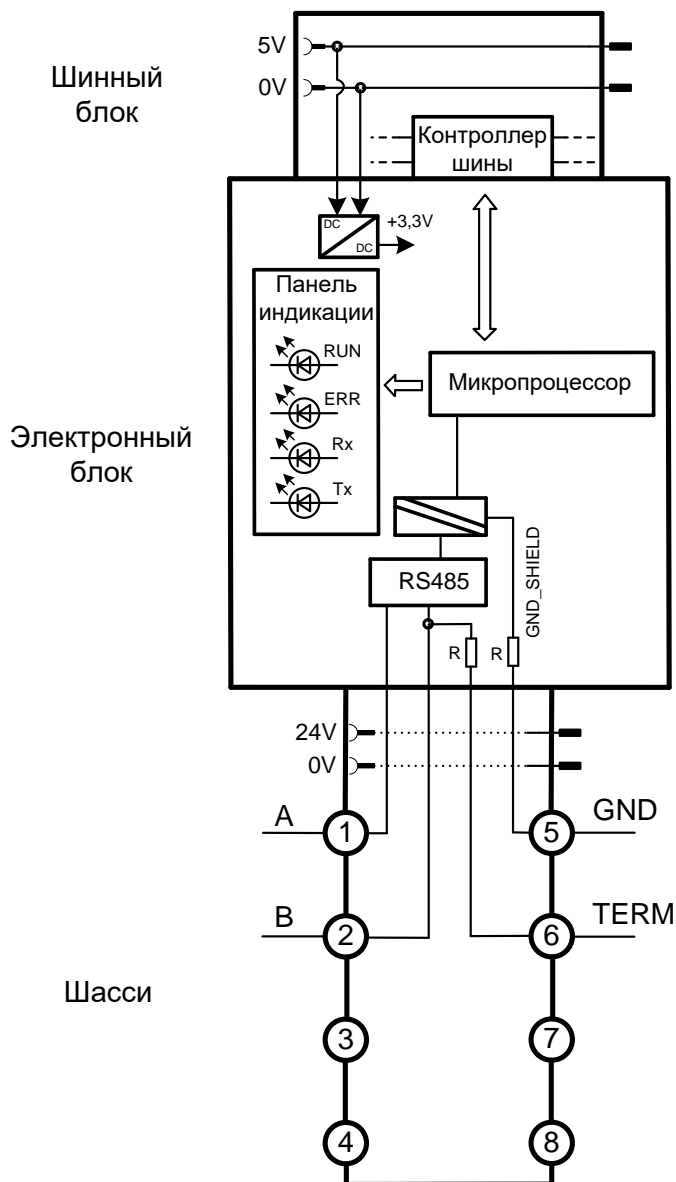 Шинный
блок
5V
0V
Контроллер
шины
DC
DC
+3,3V
Панель
индикации
RUN
ERR
Rx
Tx
Микропроцессор
Электронный
блок
RS485
GND_SHIELD
R
R
24V
0V
A
1
5
GND
B
2
6
TERM
Шасси
3
7
4
8